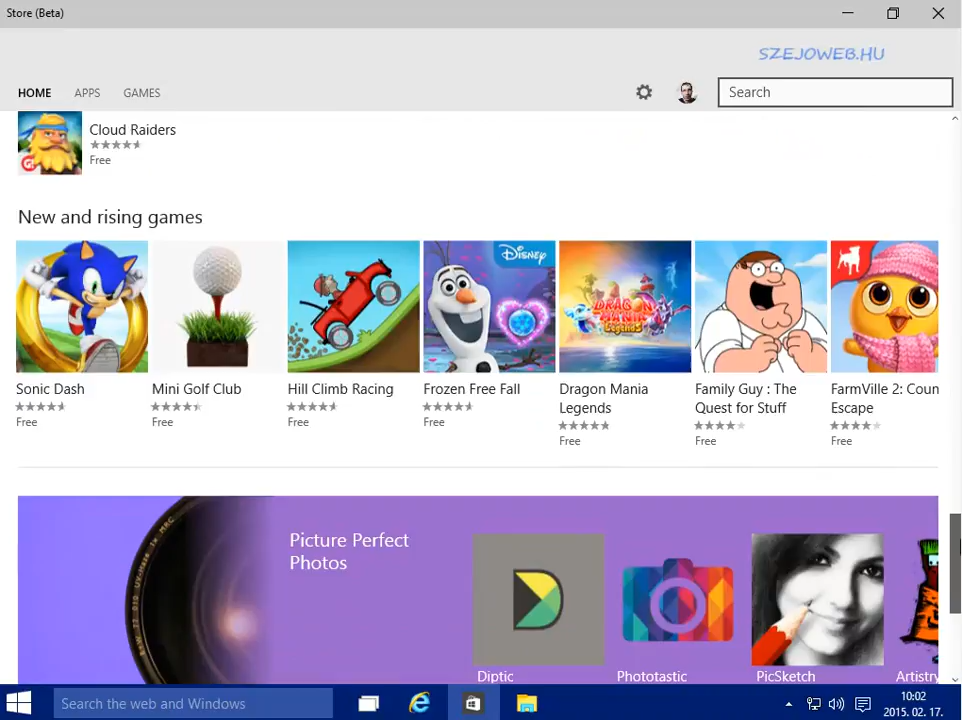 Store (Beta)
SZEJOWEB.HU
HOME APPS GAMES Search
Cloud Raiders
Free
New and rising games
Disney
Sonic Dash
Free
Mini Golf Club
Free
Hill Climb Racing
Free
Frozen Free Fall
Free
DRAGON MANIA Legends
Dragon Mania
Legends
Free
Family Guy : The
Quest for Stuff
Free
FarmVille 2: Coun
Escape
Free
Picture Perfect
Photos
Diptic
Phototastic
PicSketch
Artistry
Search the web and Windows
10:02
2015. 02. 17.